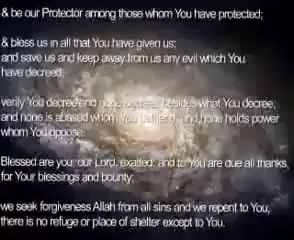 & be our Protector among those whom You have protected;
& bless us in all that You have given us;
and save us and keep away from us any evil which You
have decreed;
verily You decree and none decrees besides what You decree;
and none is abased whom You befriend, and none holds power
whom You oppose.
Blessed are you, our Lord, exalted, and to You are due all thanks,
for Your blessings and bounty;
we seek forgiveness Allah from all sins and we repent to You,
there is no refuge or place of shelter except to You.